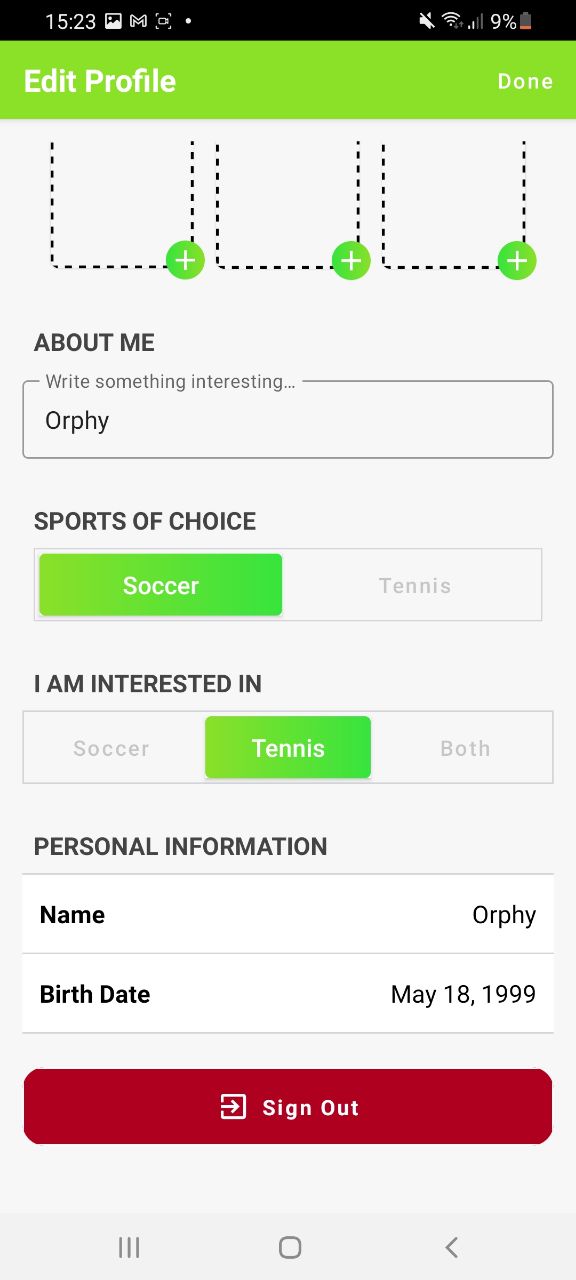 15:23 9%
Edit Profile Done
ABOUT ME
Write something interesting...
Orphy
SPORTS OF CHOICE
Soccer Tennis
I AM INTERESTED IN
Soccer Tennis Both
PERSONAL INFORMATION
Name Orphy
Birth Date May 18, 1999
Sign Out